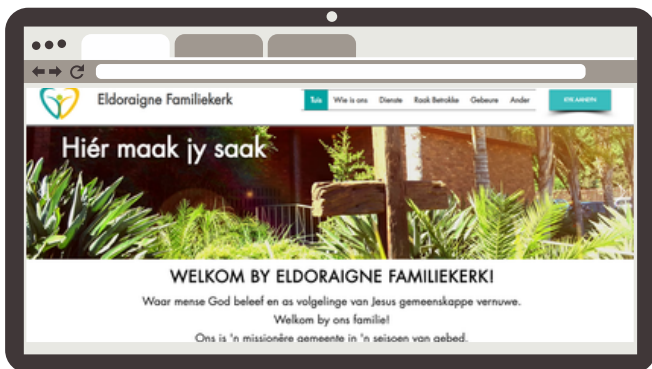 Eldoraigne Familiekerk
Tuis Wie is ons Dienste Raak Betrokke Gebeure Ander
Hiér maak jy saak
WELKOM BY ELDORAIGNE FAMILIEKERK!
Waar mense God beleef en as volgelinge van Jesus gemeenskappe vernuwe.
Welkom by ons familie!
Ons is 'n missionêre gemeente in 'n seisoen van gebed.